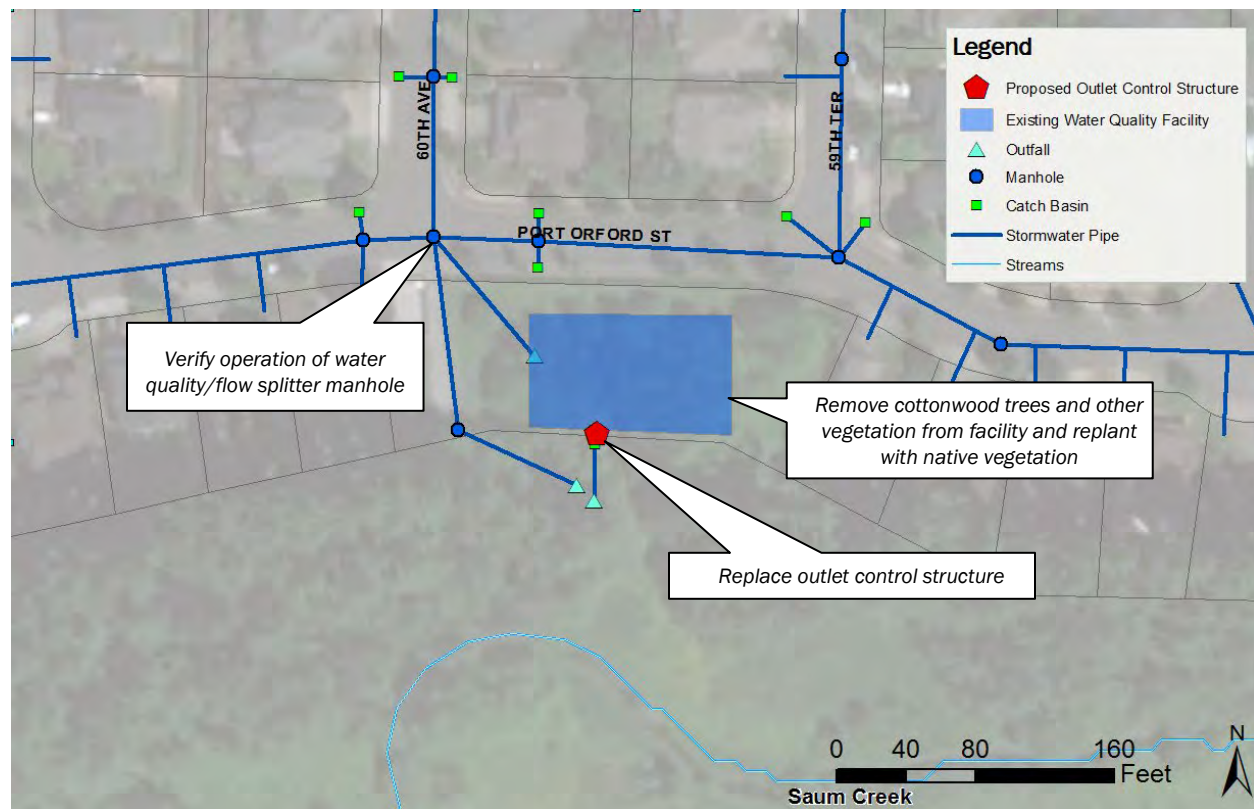 Legend
Proposed Outlet Control Structure
Existing Water Quality Facility
Outfall
Manhole
Catch Basin
Stormwater Pipe
Streams
60TH AVE
59TH TER
PORT ORFORD ST
Verify operation of water
quality/flow splitter manhole
Remove cottonwood trees and other
vegetation from facility and replant
with native vegetation
Replace outlet control structure
N
0 40 80 160
Feet
Saum Creek